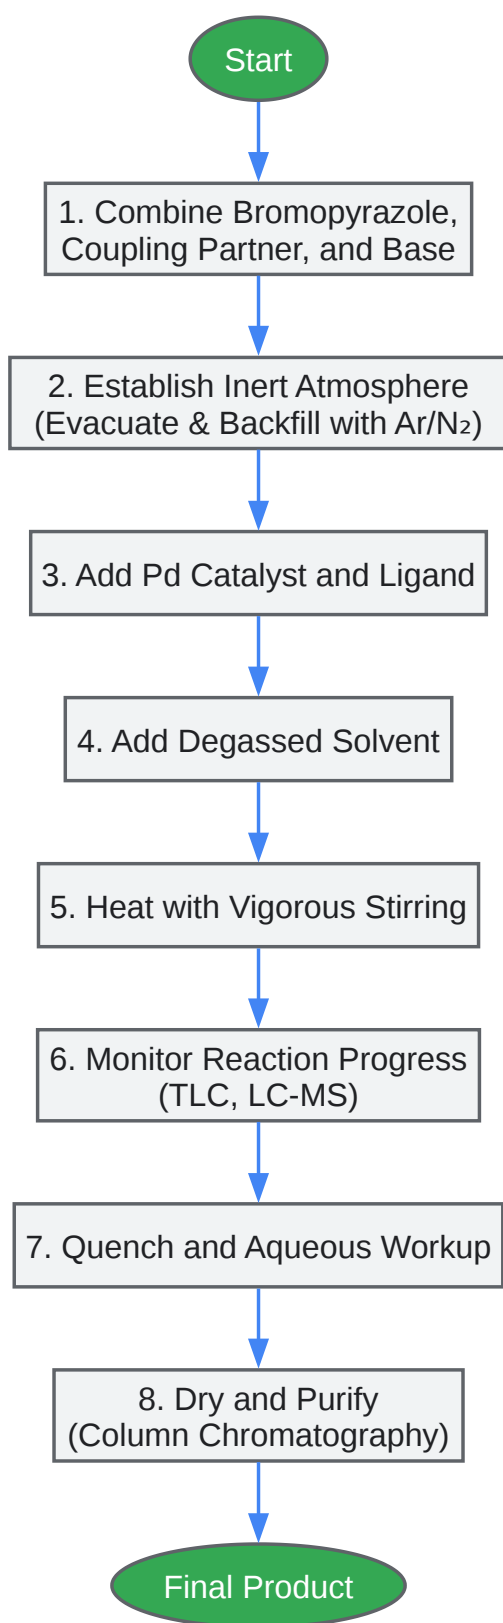 Start
1. Combine Bromopyrazole,
Coupling Partner, and Base
2. Establish Inert Atmosphere
(Evacuate & Backfill with Ar/N₂)
3. Add Pd Catalyst and Ligand
4. Add Degassed Solvent
5. Heat with Vigorous Stirring
6. Monitor Reaction Progress
(TLC, LC-MS)
7. Quench and Aqueous Workup
8. Dry and Purify
(Column Chromatography)
Final Product